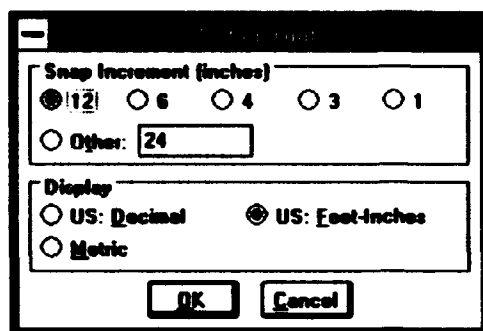 Snap Increment (inches)
12 6 4 3 1
Other: 24
Display
US: Decimal US: Feet-Inches
Metric
OK Cancel